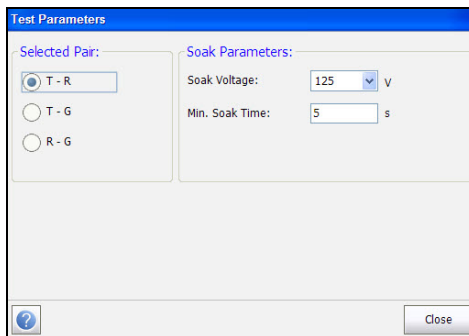 Test Parameters
Selected Pair:
T - R
T - G
R - G
Soak Parameters:
Soak Voltage: 125 V
Min. Soak Time: 5 s
?
Close